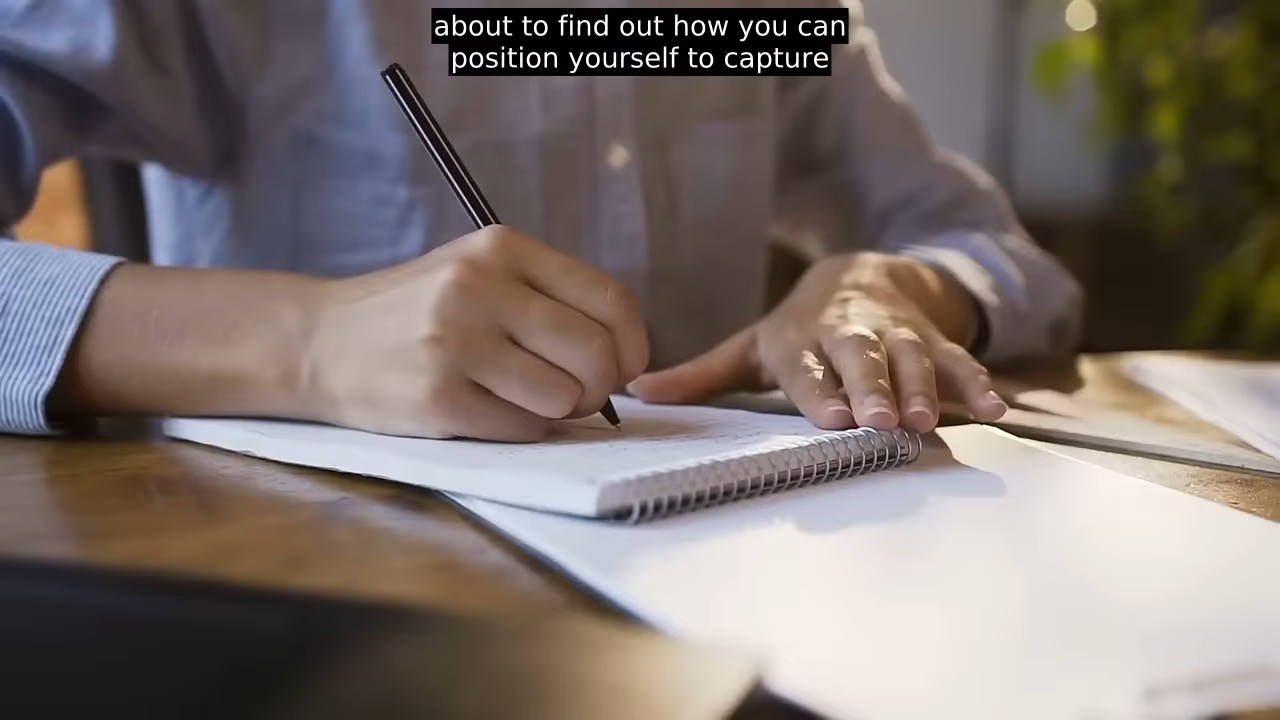 about to find out how you can
position yourself to capture